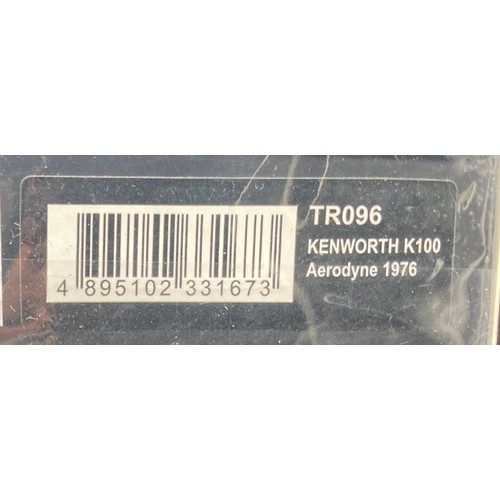 TR096
KENWORTH K100
Aerodyne 1976
4 895102 331673